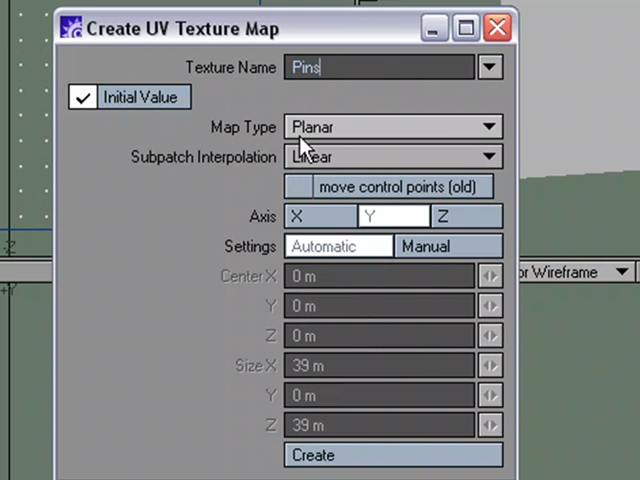 Create UV Texture Map
Texture Name Pins
Initial Value
Map Type Planar
Subpatch Interpolation Linear
move control points (old)
Axis X Y Z
Settings Automatic Manual
-Z
or Wireframe
+Y
Center X 0 m
Y 0 m
Z 0 m
Size X 39 m
Y 0 m
Z 39 m
Create